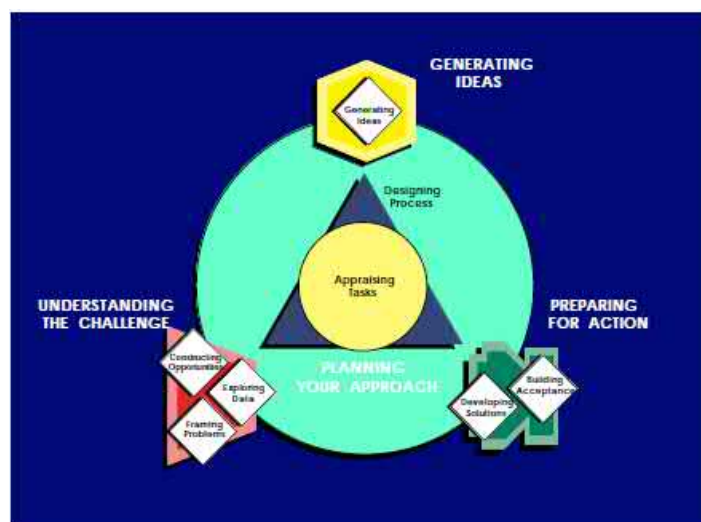 GENERATING
IDEAS
Generating
Ideas
Designing
Process
Appraising
Tasks
UNDERSTANDING
THE CHALLENGE
PREPARING
FOR ACTION
Constructing
Opportunities
Exploring
Data
Framing
Problems
PLANNING
YOUR APPROACH
Building
Acceptance
Developing
Solutions